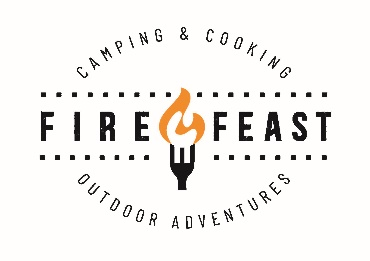 CAMPING & COOKING
FIRE FEAST
OUTDOOR ADVENTURES